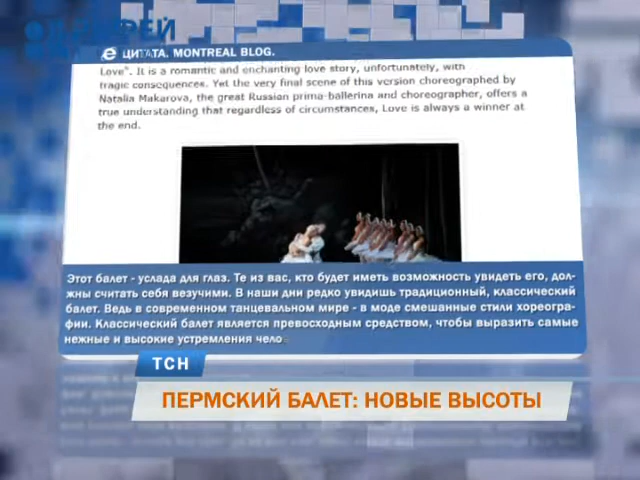 ЦИТАТА. MONTREAL BLOG.
Love". It is a romantic and enchanting love story, unfortunately, with
tragic consequences. Yet the very final scene of this version choreographed by
Natalia Makarova, the great Russian prima-ballerina and choreographer, offers a
true understanding that regardless of circumstances, Love is always a winner at
the end.
Этот балет - услада для глаз. Те из вас, кто будет иметь возможность увидеть его, дол-
жны считать себя везучими. В наши дни редко увидишь традиционный, классический
балет. Ведь в современном танцевальном мире - в моде смешанные стили хореогра-
фии. Классический балет является превосходным средством, чтобы выразить самые
нежные и высокие устремления чело
ТСН
ПЕРМСКИЙ БАЛЕТ: НОВЫЕ ВЫСОТЫ